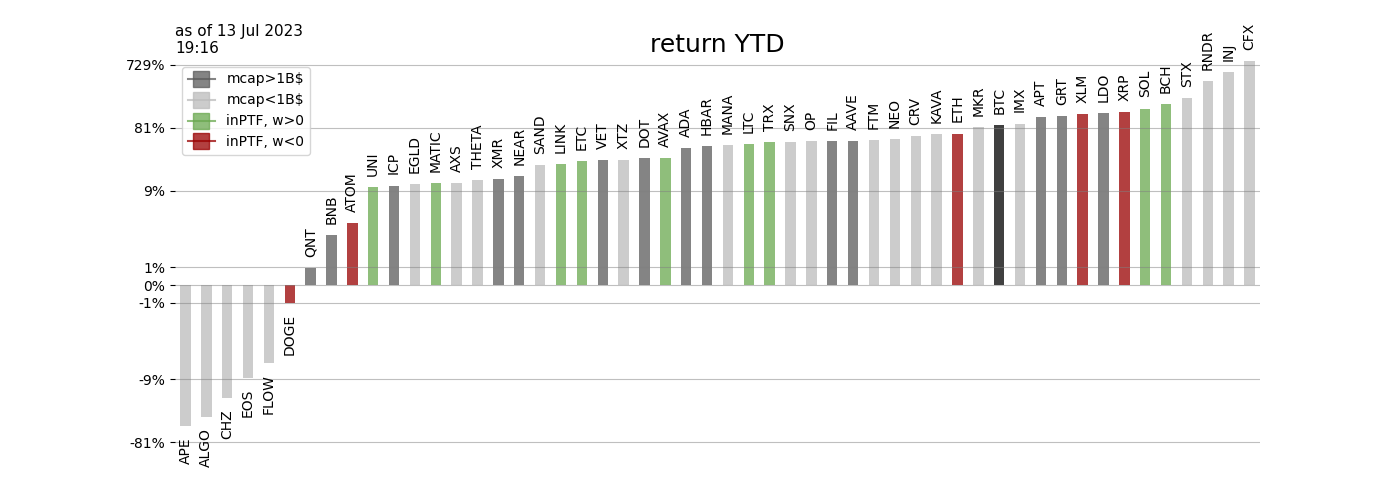 as of 13 Jul 2023
19:16
return YTD
729%
81%
9%
1%
0%
-1%
-9%
-81%
mcap>1B$
mcap<1B$
inPTF, w>0
inPTF, w<0
APE
ALGO
CHZ
EOS
FLOW
DOGE
QNT
BNB
ATOM
UNI
ICP
EGLD
MATIC
AXS
THETA
XMR
NEAR
SAND
LINK
ETC
VET
XTZ
DOT
AVAX
ADA
HBAR
MANA
LTC
TRX
SNX
OP
FIL
AAVE
FTM
NEO
CRV
KAVA
ETH
MKR
BTC
IMX
APT
GRT
XLM
LDO
XRP
SOL
BCH
STX
RNDR
INJ
CFX